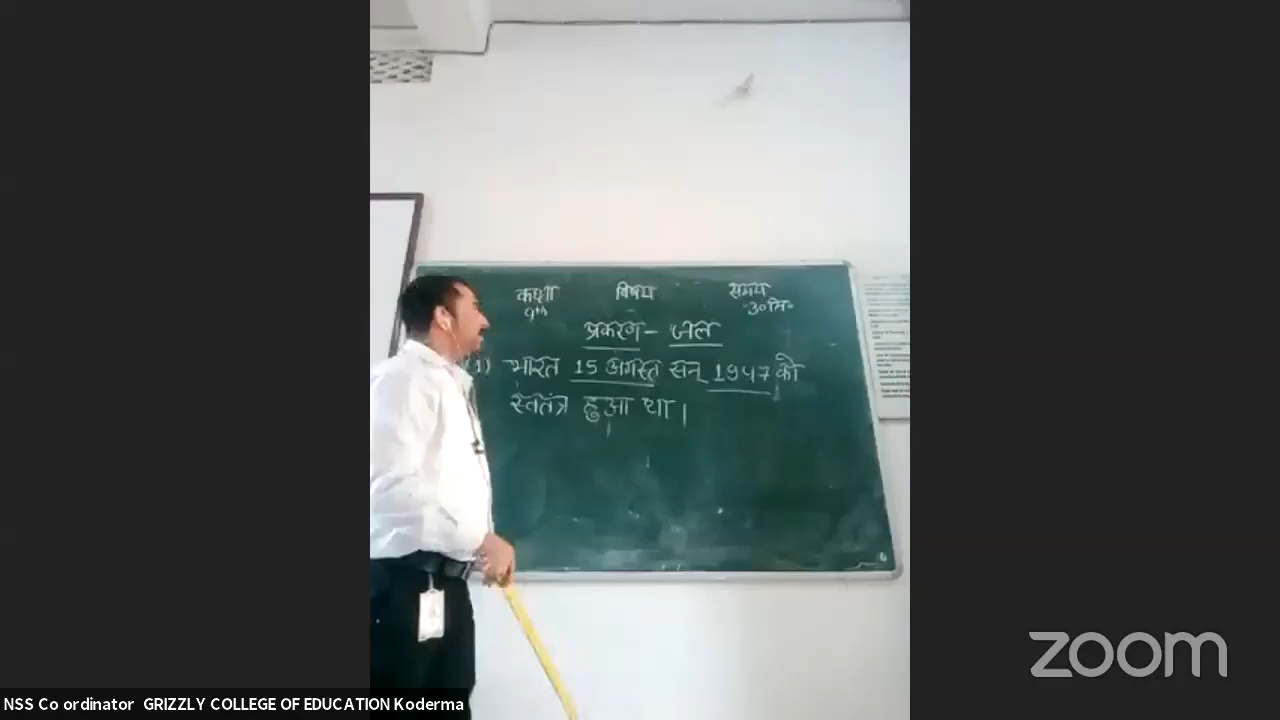 कक्षा विषय समय
9th 30मि-
प्रकरण - जल
1) भारत 15 अगस्त सन् 1947 को
स्वतंत्र हुआ था।
zoom
NSS Co ordinator GRIZZLY COLLEGE OF EDUCATION Koderma